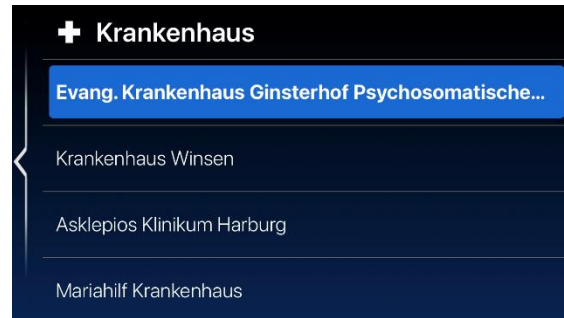 Krankenhaus
Evang. Krankenhaus Ginsterhof Psychosomatische...
Krankenhaus Winsen
Asklepios Klinikum Harburg
Mariahilf Krankenhaus